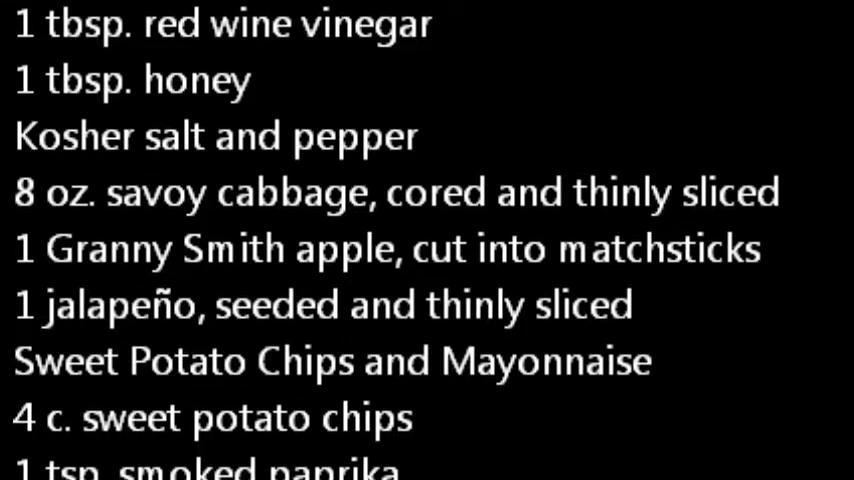 1 tbsp. red wine vinegar
1 tbsp. honey
Kosher salt and pepper
8 oz. savoy cabbage, cored and thinly sliced
1 Granny Smith apple, cut into matchsticks
1 jalapeño, seeded and thinly sliced
Sweet Potato Chips and Mayonnaise
4 c. sweet potato chips
1 tsp. smoked paprika